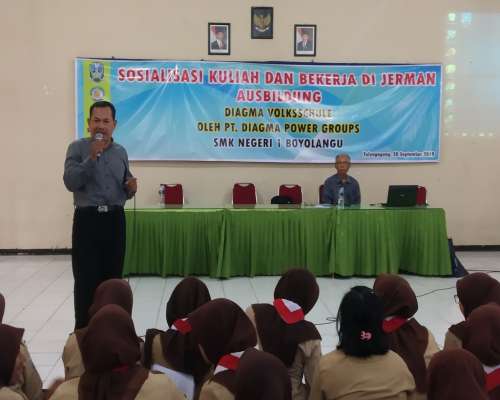 SOSIALISASI KULIAH DAN BEKERJA DI JERMAN
AUSBILDUNG
DIAGMA VOLKSSCHULE
OLEH PT. DIAGMA POWER GROUPS
SMK NEGERI 1 BOYOLANGU
Tulungagung, 28 September 2019